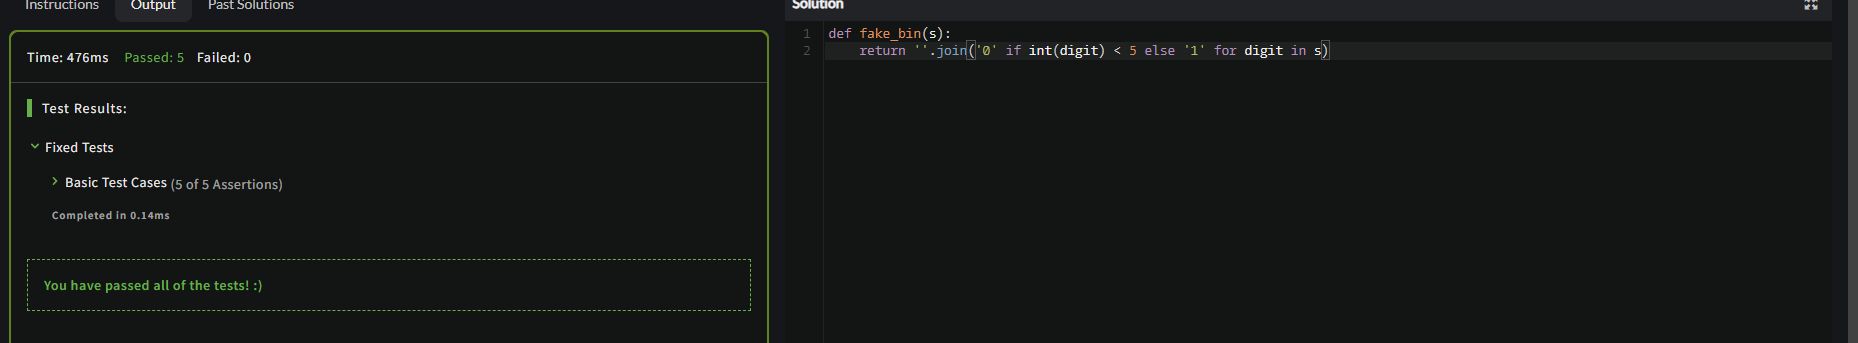 Instructions
Output
Past Solutions
Time: 476ms Passed: 5 Failed: 0
Test Results:
Fixed Tests
Basic Test Cases (5 of 5 Assertions)
Completed in 0.14ms
You have passed all of the tests! :)
Solution
1 def fake_bin(s):
2     return ''.join('0' if int(digit) < 5 else '1' for digit in s)